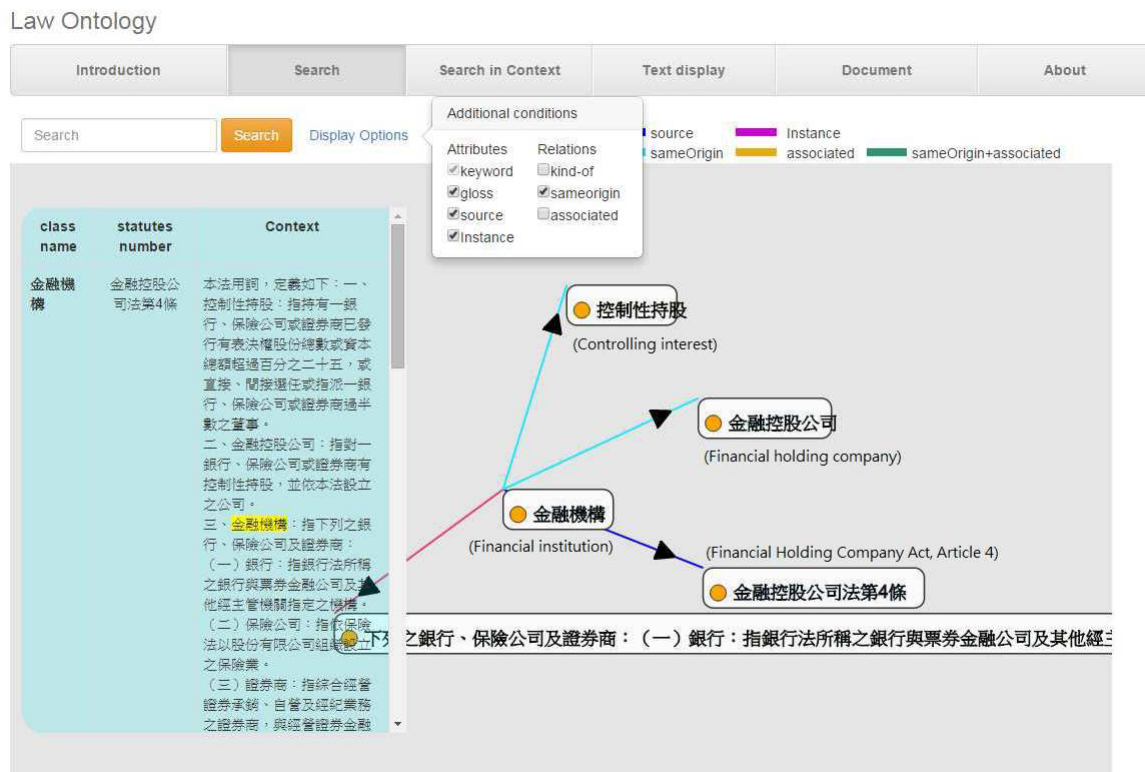 Law Ontology
Introduction
Search
Search in Context
Text display
Document
About
Search
Search
Display Options
Additional conditions
Attributes
Relations
keyword
kind-of
gloss
sameorigin
source
associated
Instance
source
Instance
sameOrigin
associated
sameOrigin+associated
class name
statutes number
Context
金融機構
金融控股公司法第4條
本法用詞，定義如下：一、
控制性持股：指持有一銀
行、保險公司或證券商已發
行有表決權股份總數或資本
總額超過百分之二十五，或
直接、間接選任或指派一銀
行、保險公司或證券商過半
數之董事。
二、金融控股公司：指對一
銀行、保險公司或證券商有
控制性持股，並依本法設立
之公司。
三、金融機構：指下列之銀
行、保險公司及證券商：
（一）銀行：指銀行法所稱
之銀行與票券金融公司及其
他經主管機關指定之機構。
（二）保險公司：指依保險
法以股份有限公司組織設立
之保險業。
（三）證券商：指綜合經營
證券承銷、自營及經紀業務
之證券商，與經營證券金融
控制性持股
(Controlling interest)
金融控股公司
(Financial holding company)
金融機構
(Financial institution)
(Financial Holding Company Act, Article 4)
金融控股公司法第4條
下列之銀行、保險公司及證券商：（一）銀行：指銀行法所稱之銀行與票券金融公司及其他經主